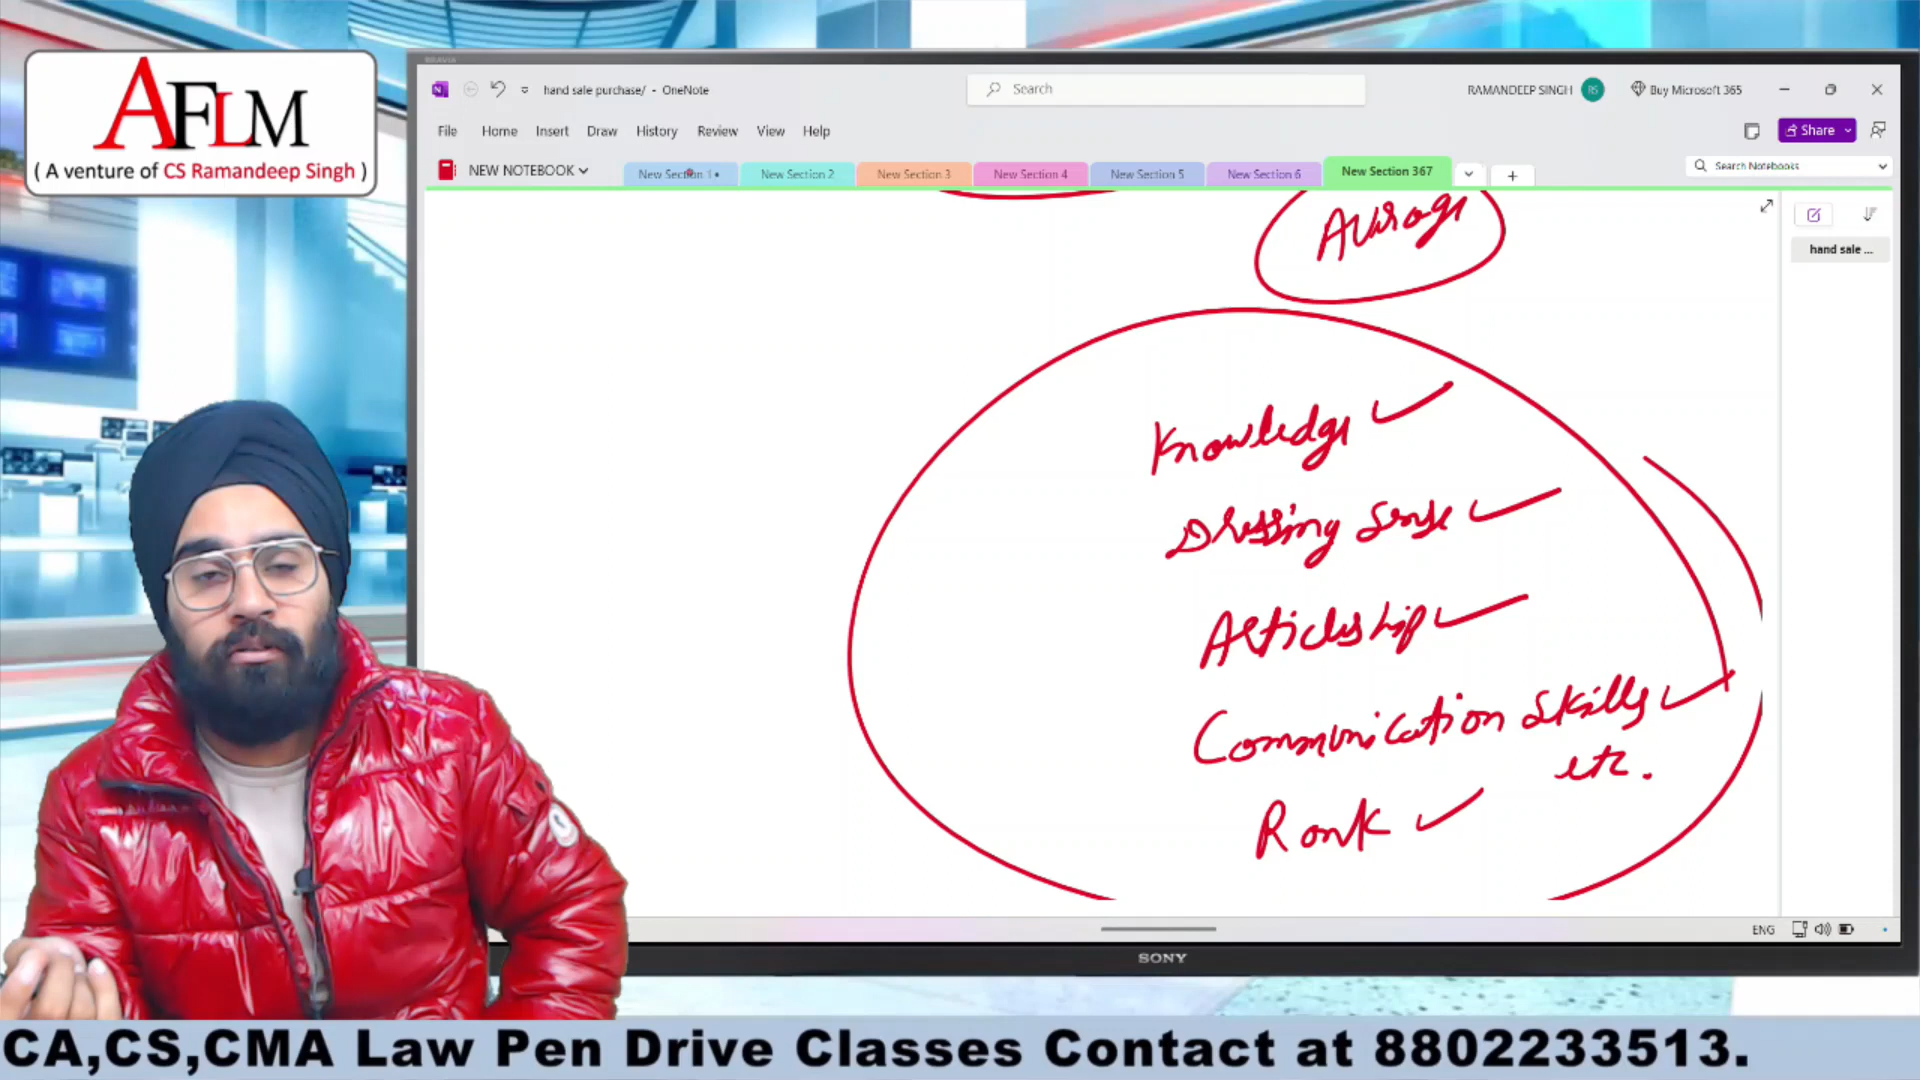 AFLM
( A venture of CS Ramandeep Singh )
BRAVIA
hand sale purchase/ - OneNote
Search
RAMANDEEP SINGH RS
Buy Microsoft 365
File Home Insert Draw History Review View Help
Share
NEW NOTEBOOK
New Section 1
New Section 2
New Section 3
New Section 4
New Section 5
New Section 6
New Section 367
Search Notebooks
hand sale ...
Average
Knowledge
Dressing Sense
Articleship
Communication Skills
etc.
Rank
ENG
SONY
CA,CS,CMA Law Pen Drive Classes Contact at 8802233513.